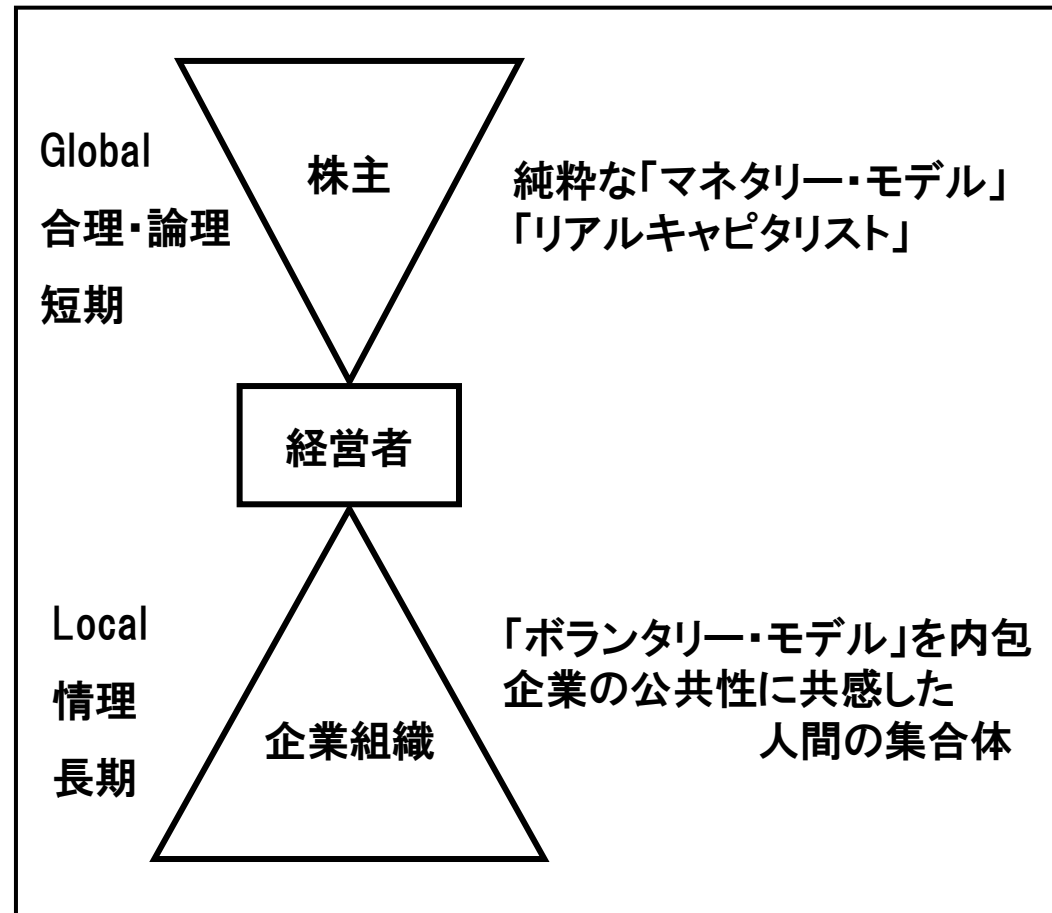 Global
合理・論理
短期
株主
純粋な「マネタリー・モデル」
「リアルキャピタリスト」
経営者
Local
情理
長期
企業組織
「ボランタリー・モデル」を内包
企業の公共性に共感した
人間の集合体